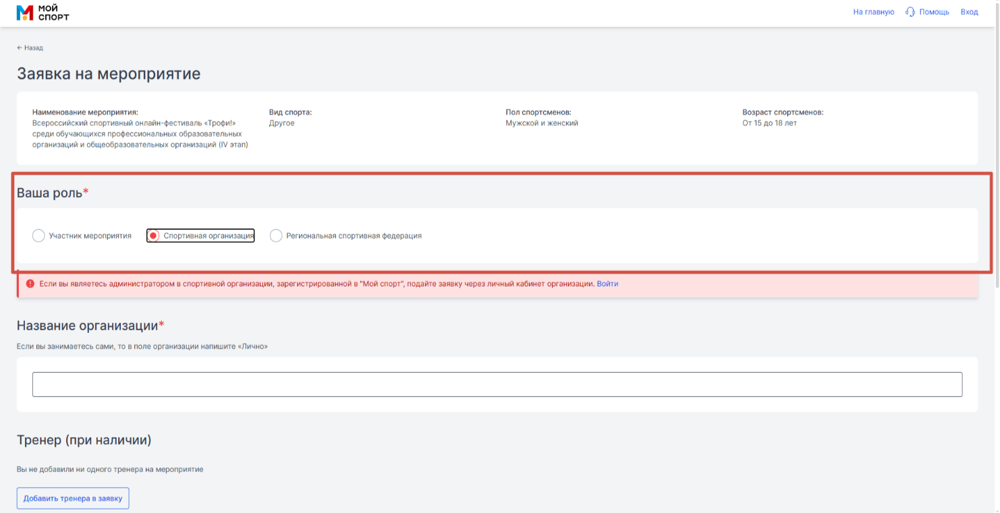 МОЙ
СПОРТ
На главную Помощь Вход
← Назад
Заявка на мероприятие
Наименование мероприятия:
Всероссийский спортивный онлайн-фестиваль «Трофи!»
среди обучающихся профессиональных образовательных
организаций и общеобразовательных организаций (IV этап)
Вид спорта:
Другое
Пол спортсменов:
Мужской и женский
Возраст спортсменов:
От 15 до 18 лет
Ваша роль*
Участник мероприятия Спортивная организация Региональная спортивная федерация
Если вы являетесь администратором в спортивной организации, зарегистрированной в "Мой спорт", подайте заявку через личный кабинет организации. Войти
Название организации*
Если вы занимаетесь сами, то в поле организации напишите «Лично»
Тренер (при наличии)
Вы не добавили ни одного тренера на мероприятие
Добавить тренера в заявку